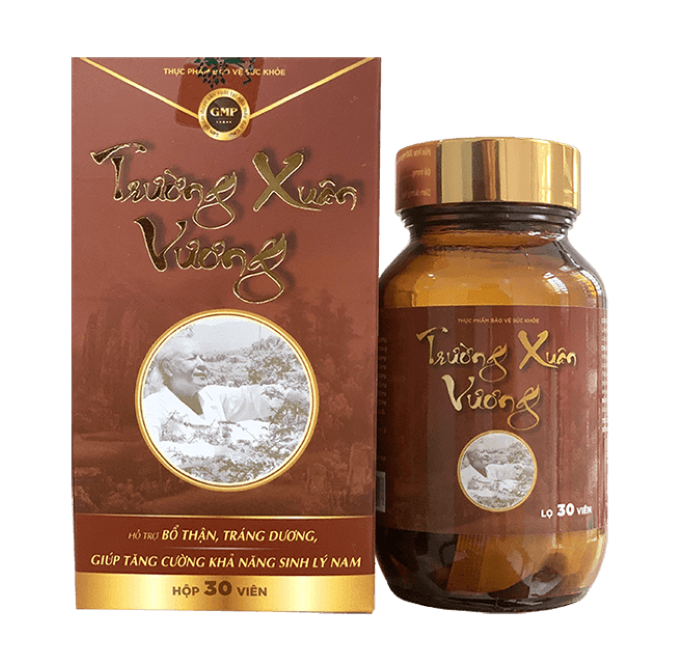 THỰC PHẨM BẢO VỆ SỨC KHỎE
GMP
Trường Xuân
Vương
HỖ TRỢ BỔ THẬN, TRÁNG DƯƠNG,
GIÚP TĂNG CƯỜNG KHẢ NĂNG SINH LÝ NAM
HỘP 30 VIÊN
THỰC PHẨM BẢO VỆ SỨC KHỎE
Trường Xuân
Vương
LỌ 30 VIÊN